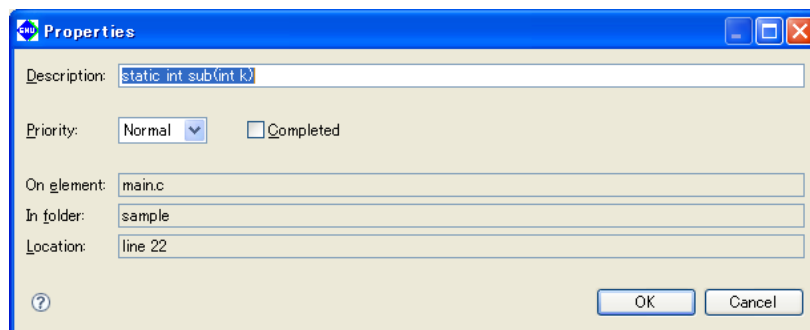 GNU Properties
Description: static int sub(int k)
Priority: Normal Completed
On element: main.c
In folder: sample
Location: line 22
? OK Cancel